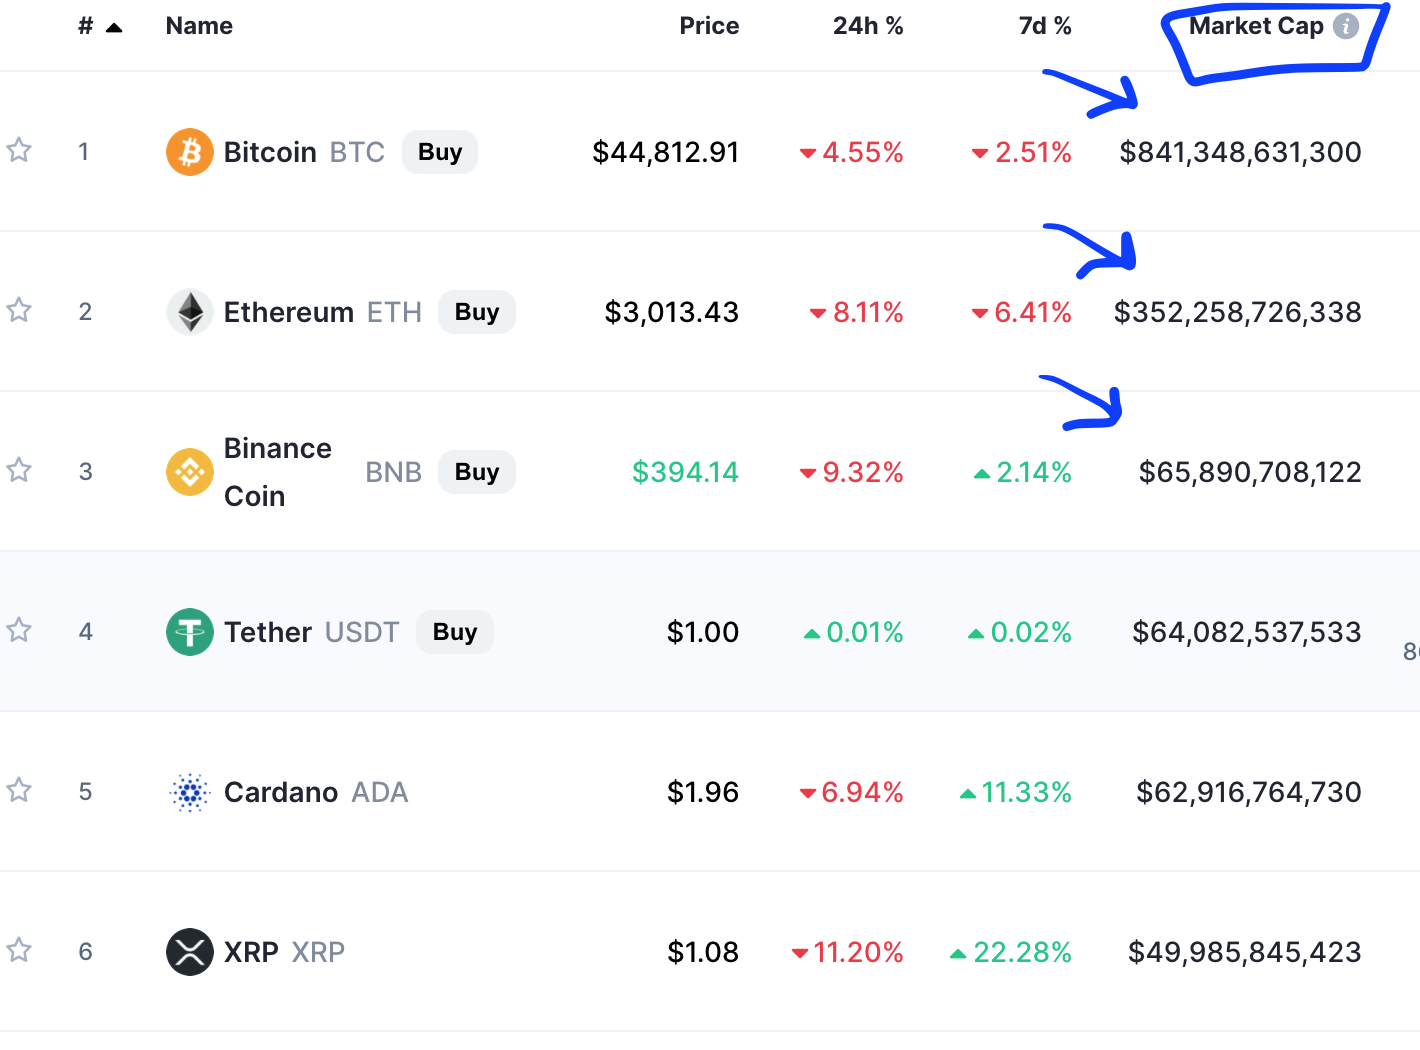 # Name Price 24h % 7d % Market Cap
1 Bitcoin BTC Buy $44,812.91 4.55% 2.51% $841,348,631,300
2 Ethereum ETH Buy $3,013.43 8.11% 6.41% $352,258,726,338
3 Binance Coin BNB Buy $394.14 9.32% 2.14% $65,890,708,122
4 Tether USDT Buy $1.00 0.01% 0.02% $64,082,537,533
5 Cardano ADA $1.96 6.94% 11.33% $62,916,764,730
6 XRP XRP $1.08 11.20% 22.28% $49,985,845,423